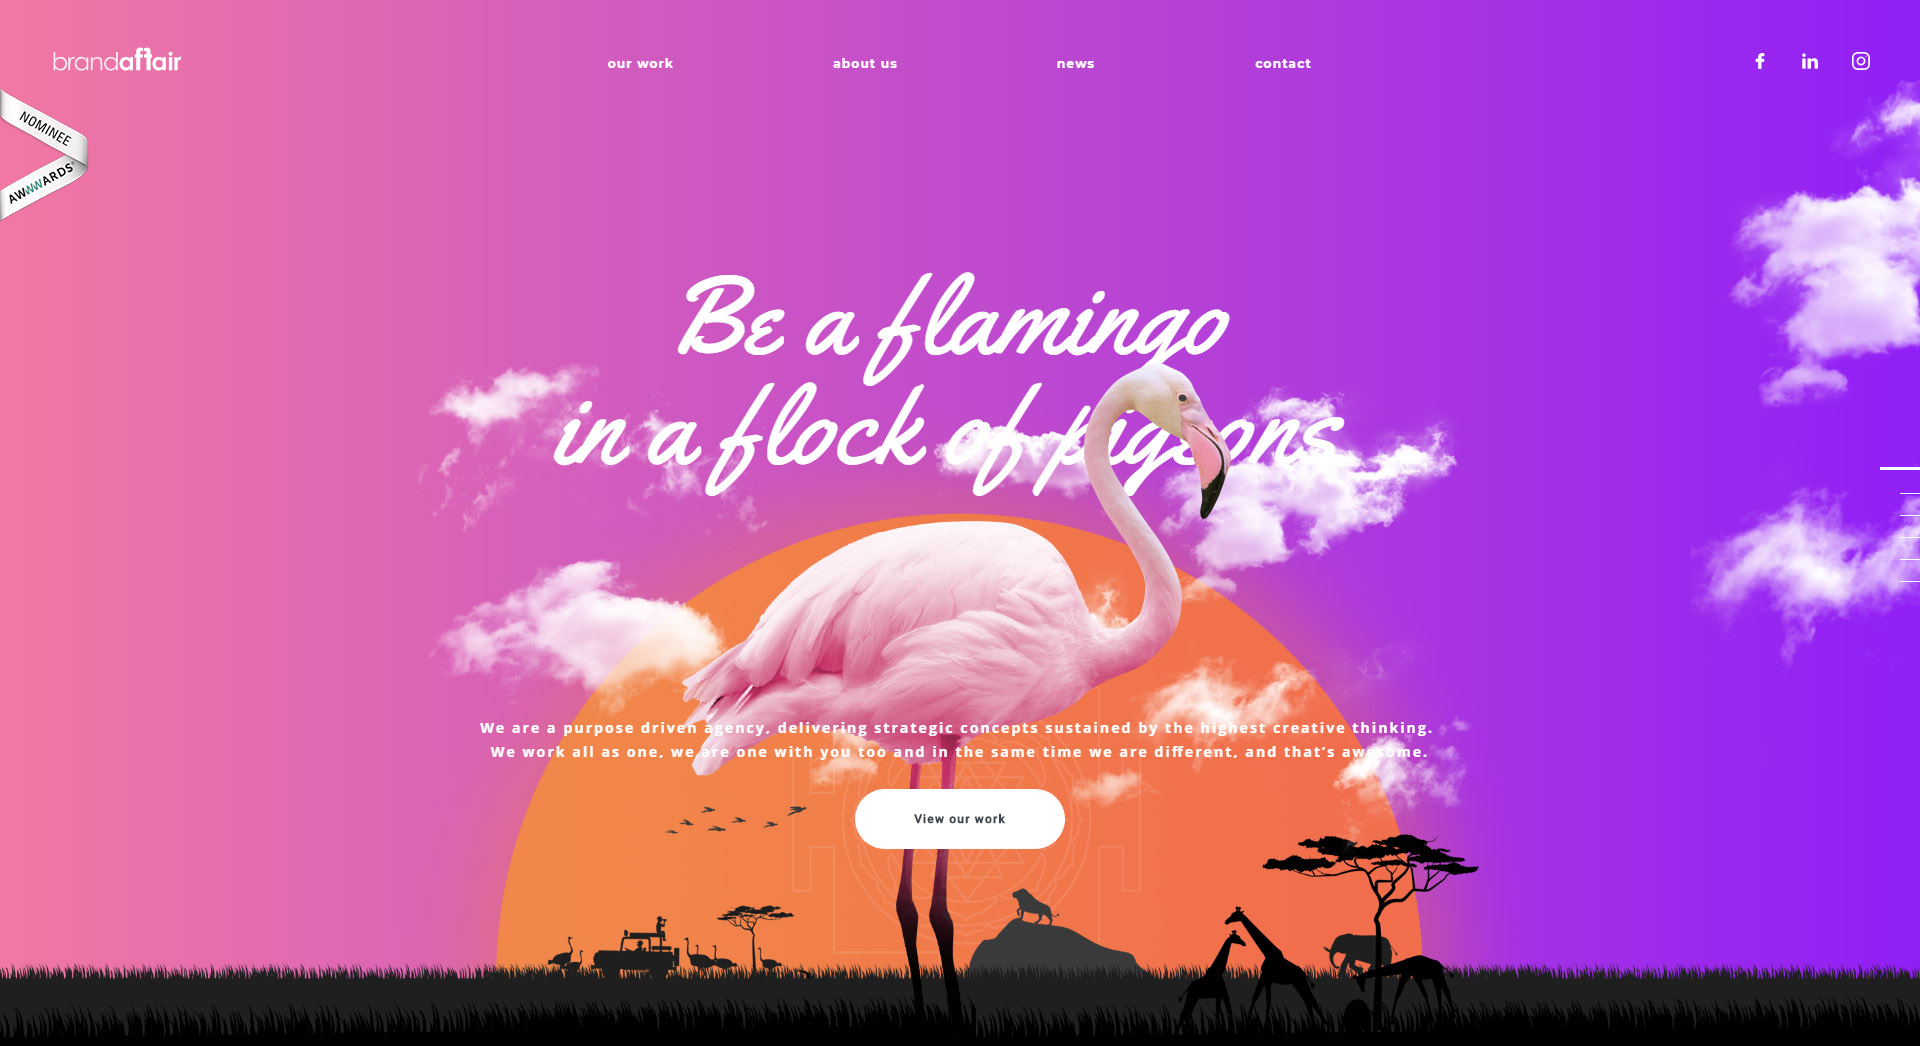 brandaffair
our work
about us
news
contact
NOMINEE
AWWWARDS
Be a flamingo
in a flock of pigeons
We are a purpose driven agency, delivering strategic concepts sustained by the highest creative thinking.
We work all as one, we are one with you too and in the same time we are different, and that's awesome.
View our work